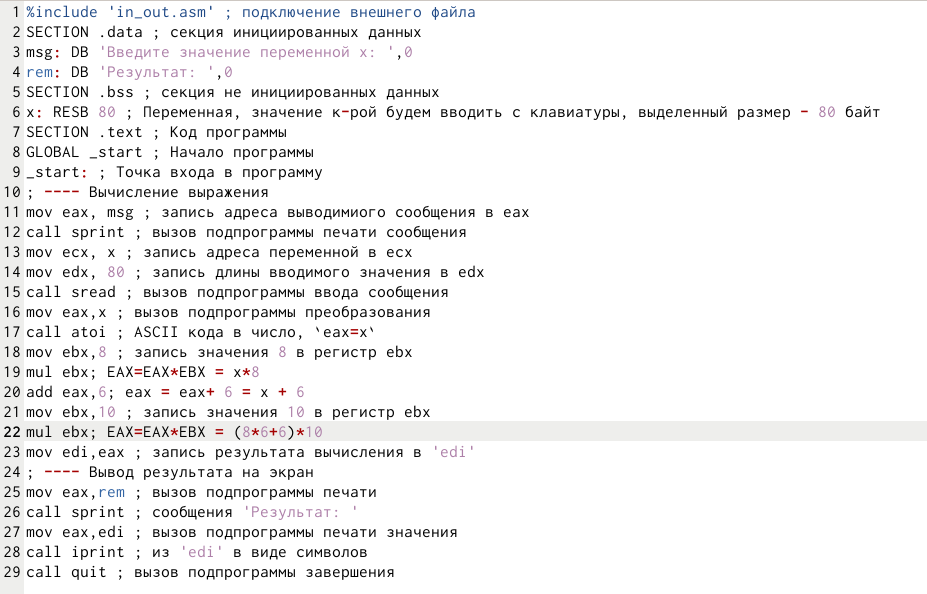 1 %include 'in_out.asm' ; подключение внешнего файла
2 SECTION .data ; секция инициированных данных
3 msg: DB 'Введите значение переменной x: ',0
4 rem: DB 'Результат: ',0
5 SECTION .bss ; секция не инициированных данных
6 x: RESB 80 ; Переменная, значение к-рой будем вводить с клавиатуры, выделенный размер - 80 байт
7 SECTION .text ; Код программы
8 GLOBAL _start ; Начало программы
9 _start: ; Точка входа в программу
10 ; ---- Вычисление выражения
11 mov eax, msg ; запись адреса выводимиого сообщения в eax
12 call sprint ; вызов подпрограммы печати сообщения
13 mov ecx, x ; запись адреса переменной в ecx
14 mov edx, 80 ; запись длины вводимого значения в edx
15 call sread ; вызов подпрограммы ввода сообщения
16 mov eax,x ; вызов подпрограммы преобразования
17 call atoi ; ASCII кода в число, `eax=x`
18 mov ebx,8 ; запись значения 8 в регистр ebx
19 mul ebx; EAX=EAX*EBX = x*8
20 add eax,6; eax = eax+ 6 = x + 6
21 mov ebx,10 ; запись значения 10 в регистр ebx
22 mul ebx; EAX=EAX*EBX = (8*6+6)*10
23 mov edi,eax ; запись результата вычисления в 'edi'
24 ; ---- Вывод результата на экран
25 mov eax,rem ; вызов подпрограммы печати
26 call sprint ; сообщения 'Результат: '
27 mov eax,edi ; вызов подпрограммы печати значения
28 call iprint ; из 'edi' в виде символов
29 call quit ; вызов подпрограммы завершения